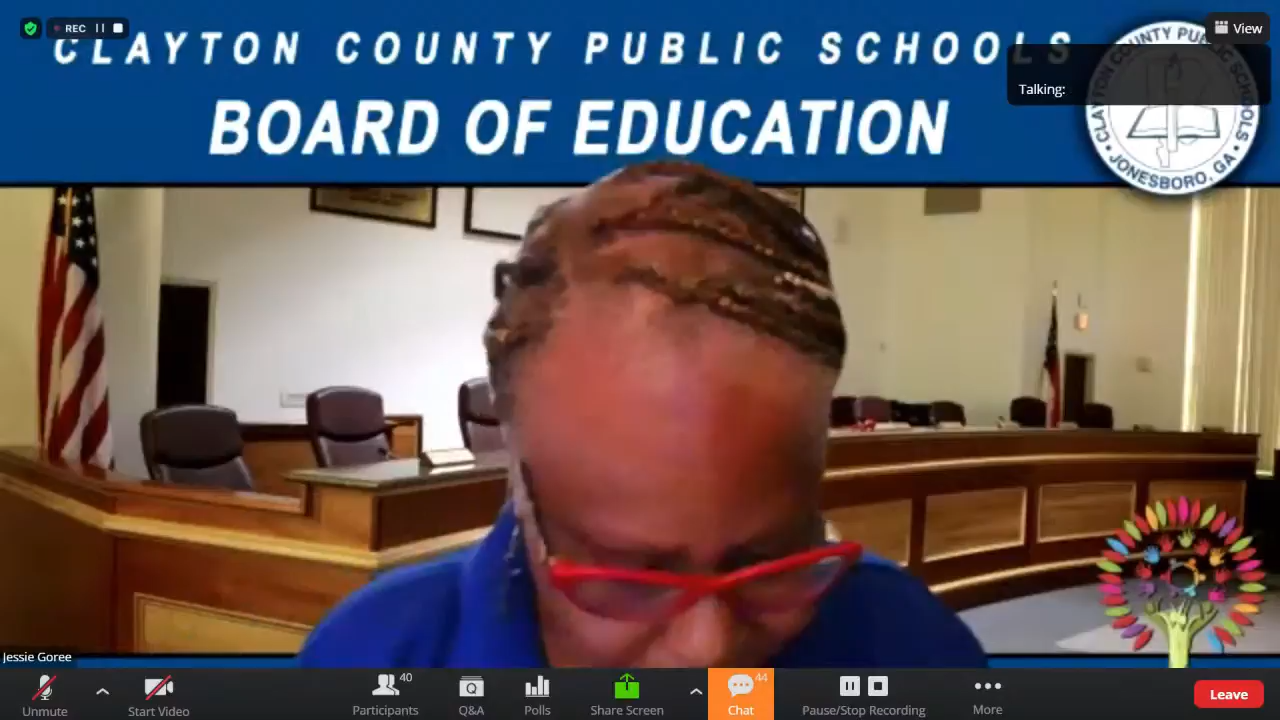 REC
View
CLAYTON COUNTY PUBLIC SCHOOLS
Talking:
BOARD OF EDUCATION
CLAYTON COUNTY PUBLIC SCHOOLS
• JONESBORO, GA •
Jessie Goree
40
44
Unmute
Start Video
Participants
Q&A
Polls
Share Screen
Chat
Pause/Stop Recording
More
Leave